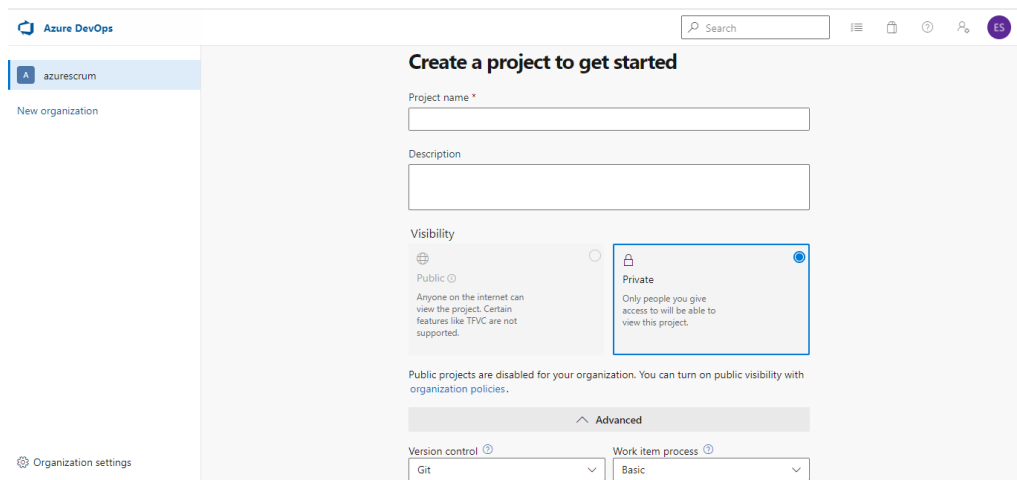 Azure DevOps
Search
ES
A azurescrum
New organization
Organization settings
Create a project to get started
Project name *
Description
Visibility
Public
Anyone on the internet can
view the project. Certain
features like TFVC are not
supported.
Private
Only people you give
access to will be able to
view this project.
Public projects are disabled for your organization. You can turn on public visibility with
organization policies.
Advanced
Version control
Git
Work item process
Basic